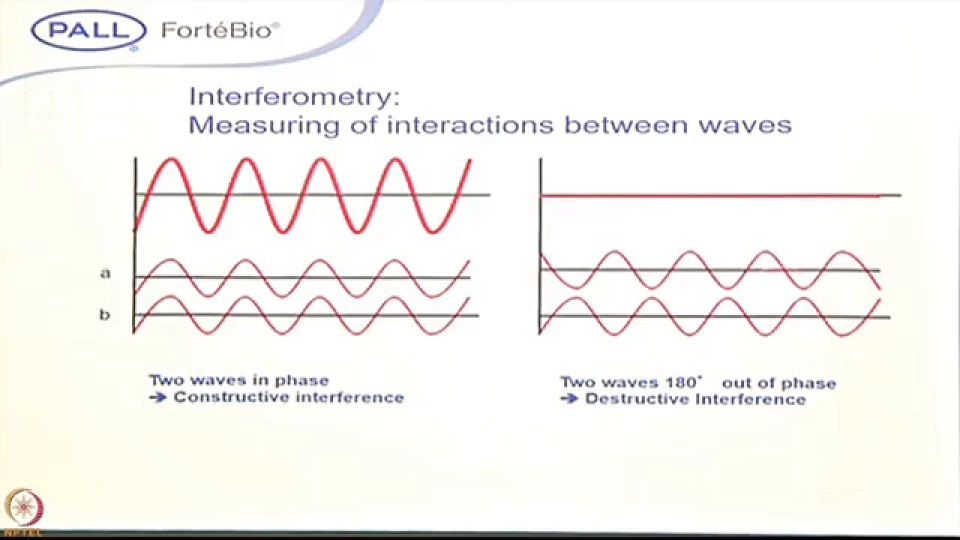 PALL
FortéBio®
Interferometry:
Measuring of interactions between waves
a
b
Two waves in phase
→ Constructive interference
Two waves 180° out of phase
→ Destructive Interference
NPTEL